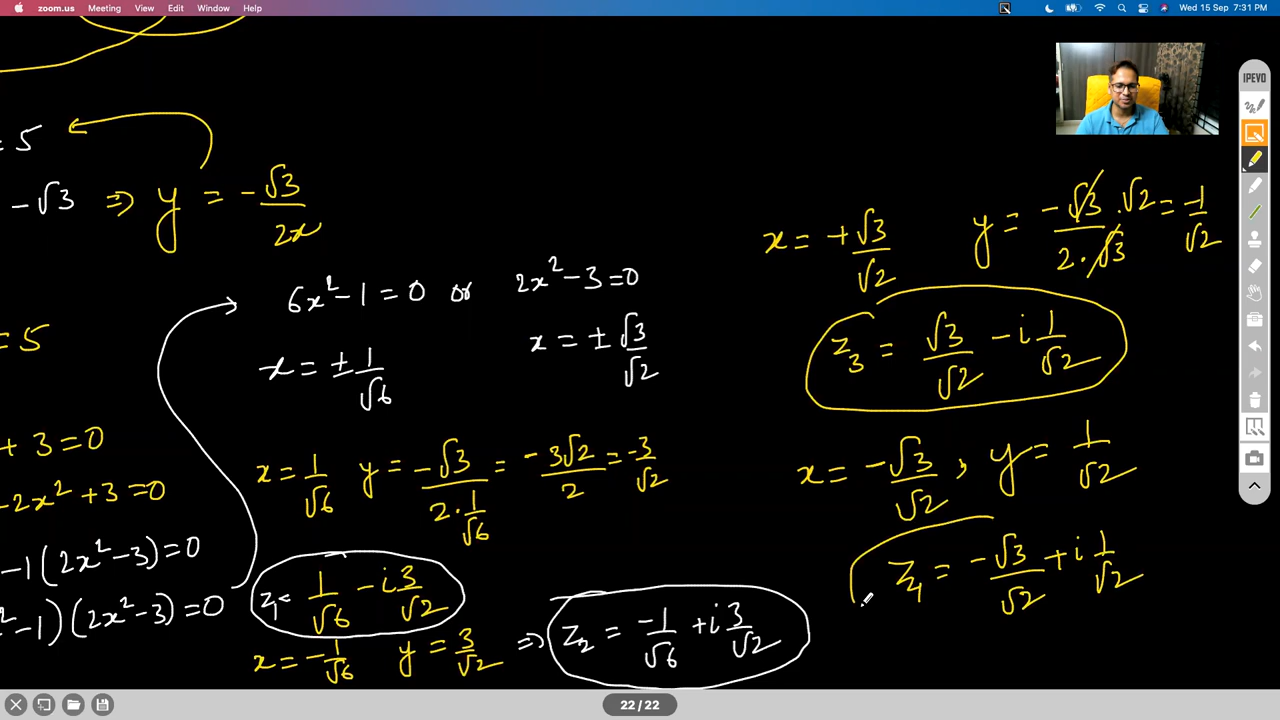 zoom.us Meeting View Edit Window Help Wed 15 Sep 7:31 PM
IPEVO
= 5
- √3 ⇒ y = -√3/2x
6x² - 1 = 0 or 2x² - 3 = 0
x = ± 1/√6 x = ± √3/√2
= 5
+ 3 = 0
- 2x² + 3 = 0
- 1(2x² - 3) = 0
² - 1)(2x² - 3) = 0
x = 1/√6 y = -√3/(2·1/√6) = -3√2/2 = -3/√2
z₁ = 1/√6 - i 3/√2
x = -1/√6 y = 3/√2 ⇒ z₂ = -1/√6 + i 3/√2
x = +√3/√2 y = -√3/(2·√3) · √2 = -1/√2
z₃ = √3/√2 - i 1/√2
x = -√3/√2, y = 1/√2
z₁ = -√3/√2 + i 1/√2
22 / 22